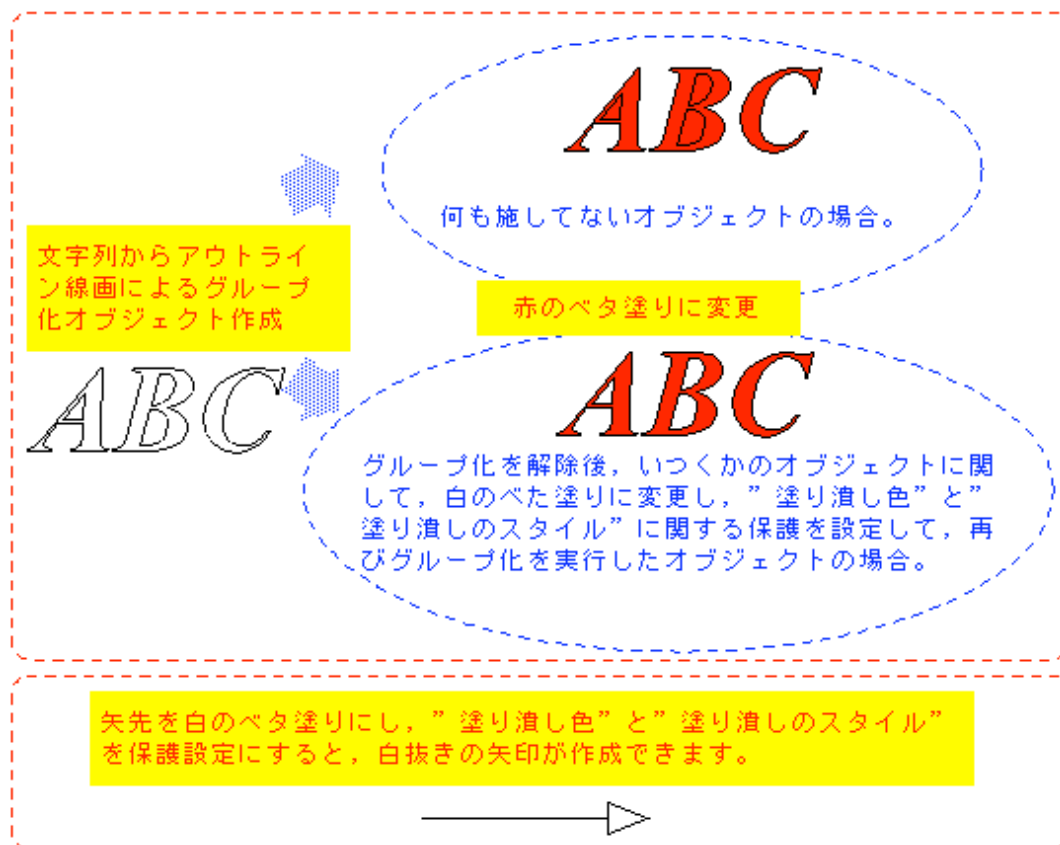 ABC
何も施してないオブジェクトの場合。
文字列からアウトライ
ン線画によるグループ
化オブジェクト作成
赤のベタ塗りに変更
ABC
ABC
グループ化を解除後，いつくかのオブジェクトに関
して，白のべた塗りに変更し，”塗り潰し色”と”
塗り潰しのスタイル”に関する保護を設定して，再
びグループ化を実行したオブジェクトの場合。
矢先を白のベタ塗りにし，”塗り潰し色”と”塗り潰しのスタイル”
を保護設定にすると，白抜きの矢印が作成できます。